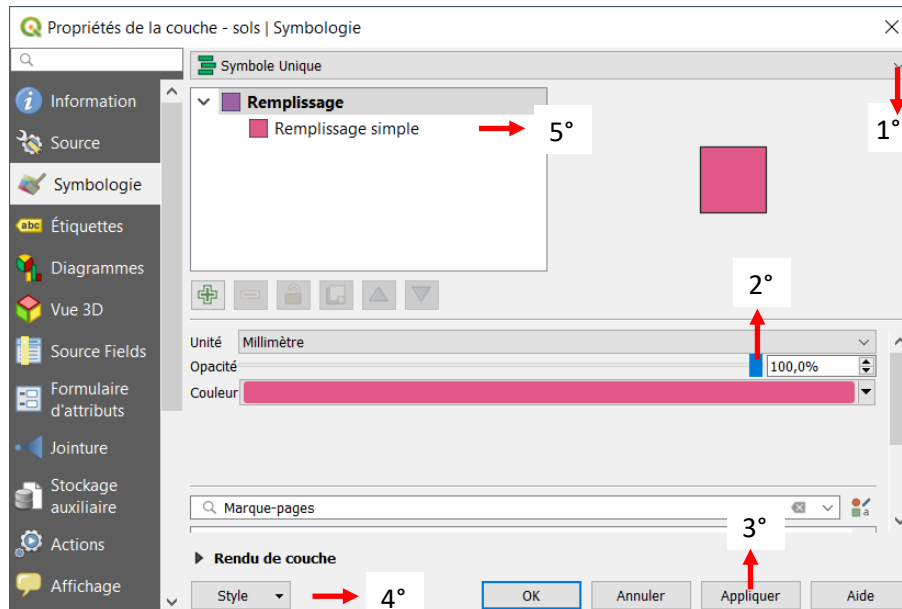 Propriétés de la couche - sols | Symbologie
Symbole Unique
Information
Source
Symbologie
abc Étiquettes
Diagrammes
Vue 3D
Source Fields
Formulaire
d'attributs
Jointure
Stockage
auxiliaire
Actions
Affichage
Remplissage
Remplissage simple
5°
1°
2°
Unité Millimètre
Opacité 100,0%
Couleur
Marque-pages
a
3°
Rendu de couche
Style
4°
OK Annuler Appliquer Aide